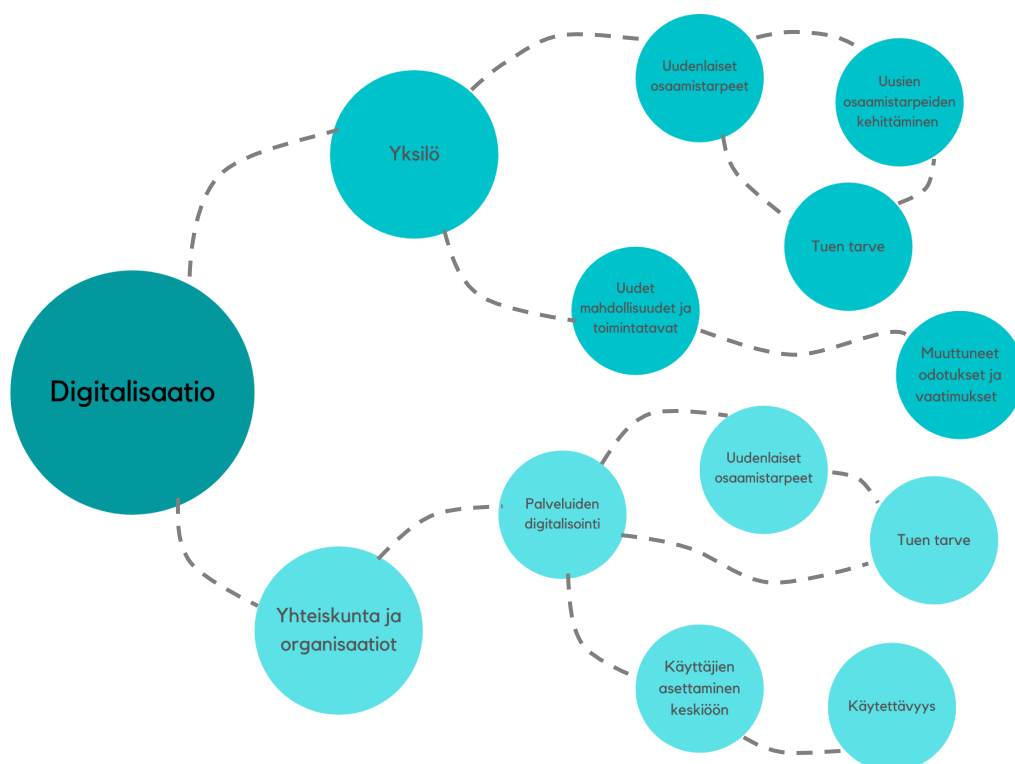 Digitalisaatio
Yksilö
Uudenlaiset
osaamistarpeet
Uusien
osaamistarpeiden
kehittäminen
Tuen tarve
Uudet
mahdollisuudet ja
toimintatavat
Muuttuneet
odotukset ja
vaatimukset
Yhteiskunta ja
organisaatiot
Palveluiden
digitalisointi
Uudenlaiset
osaamistarpeet
Tuen tarve
Käyttäjien
asettaminen
keskiöön
Käytettävyys